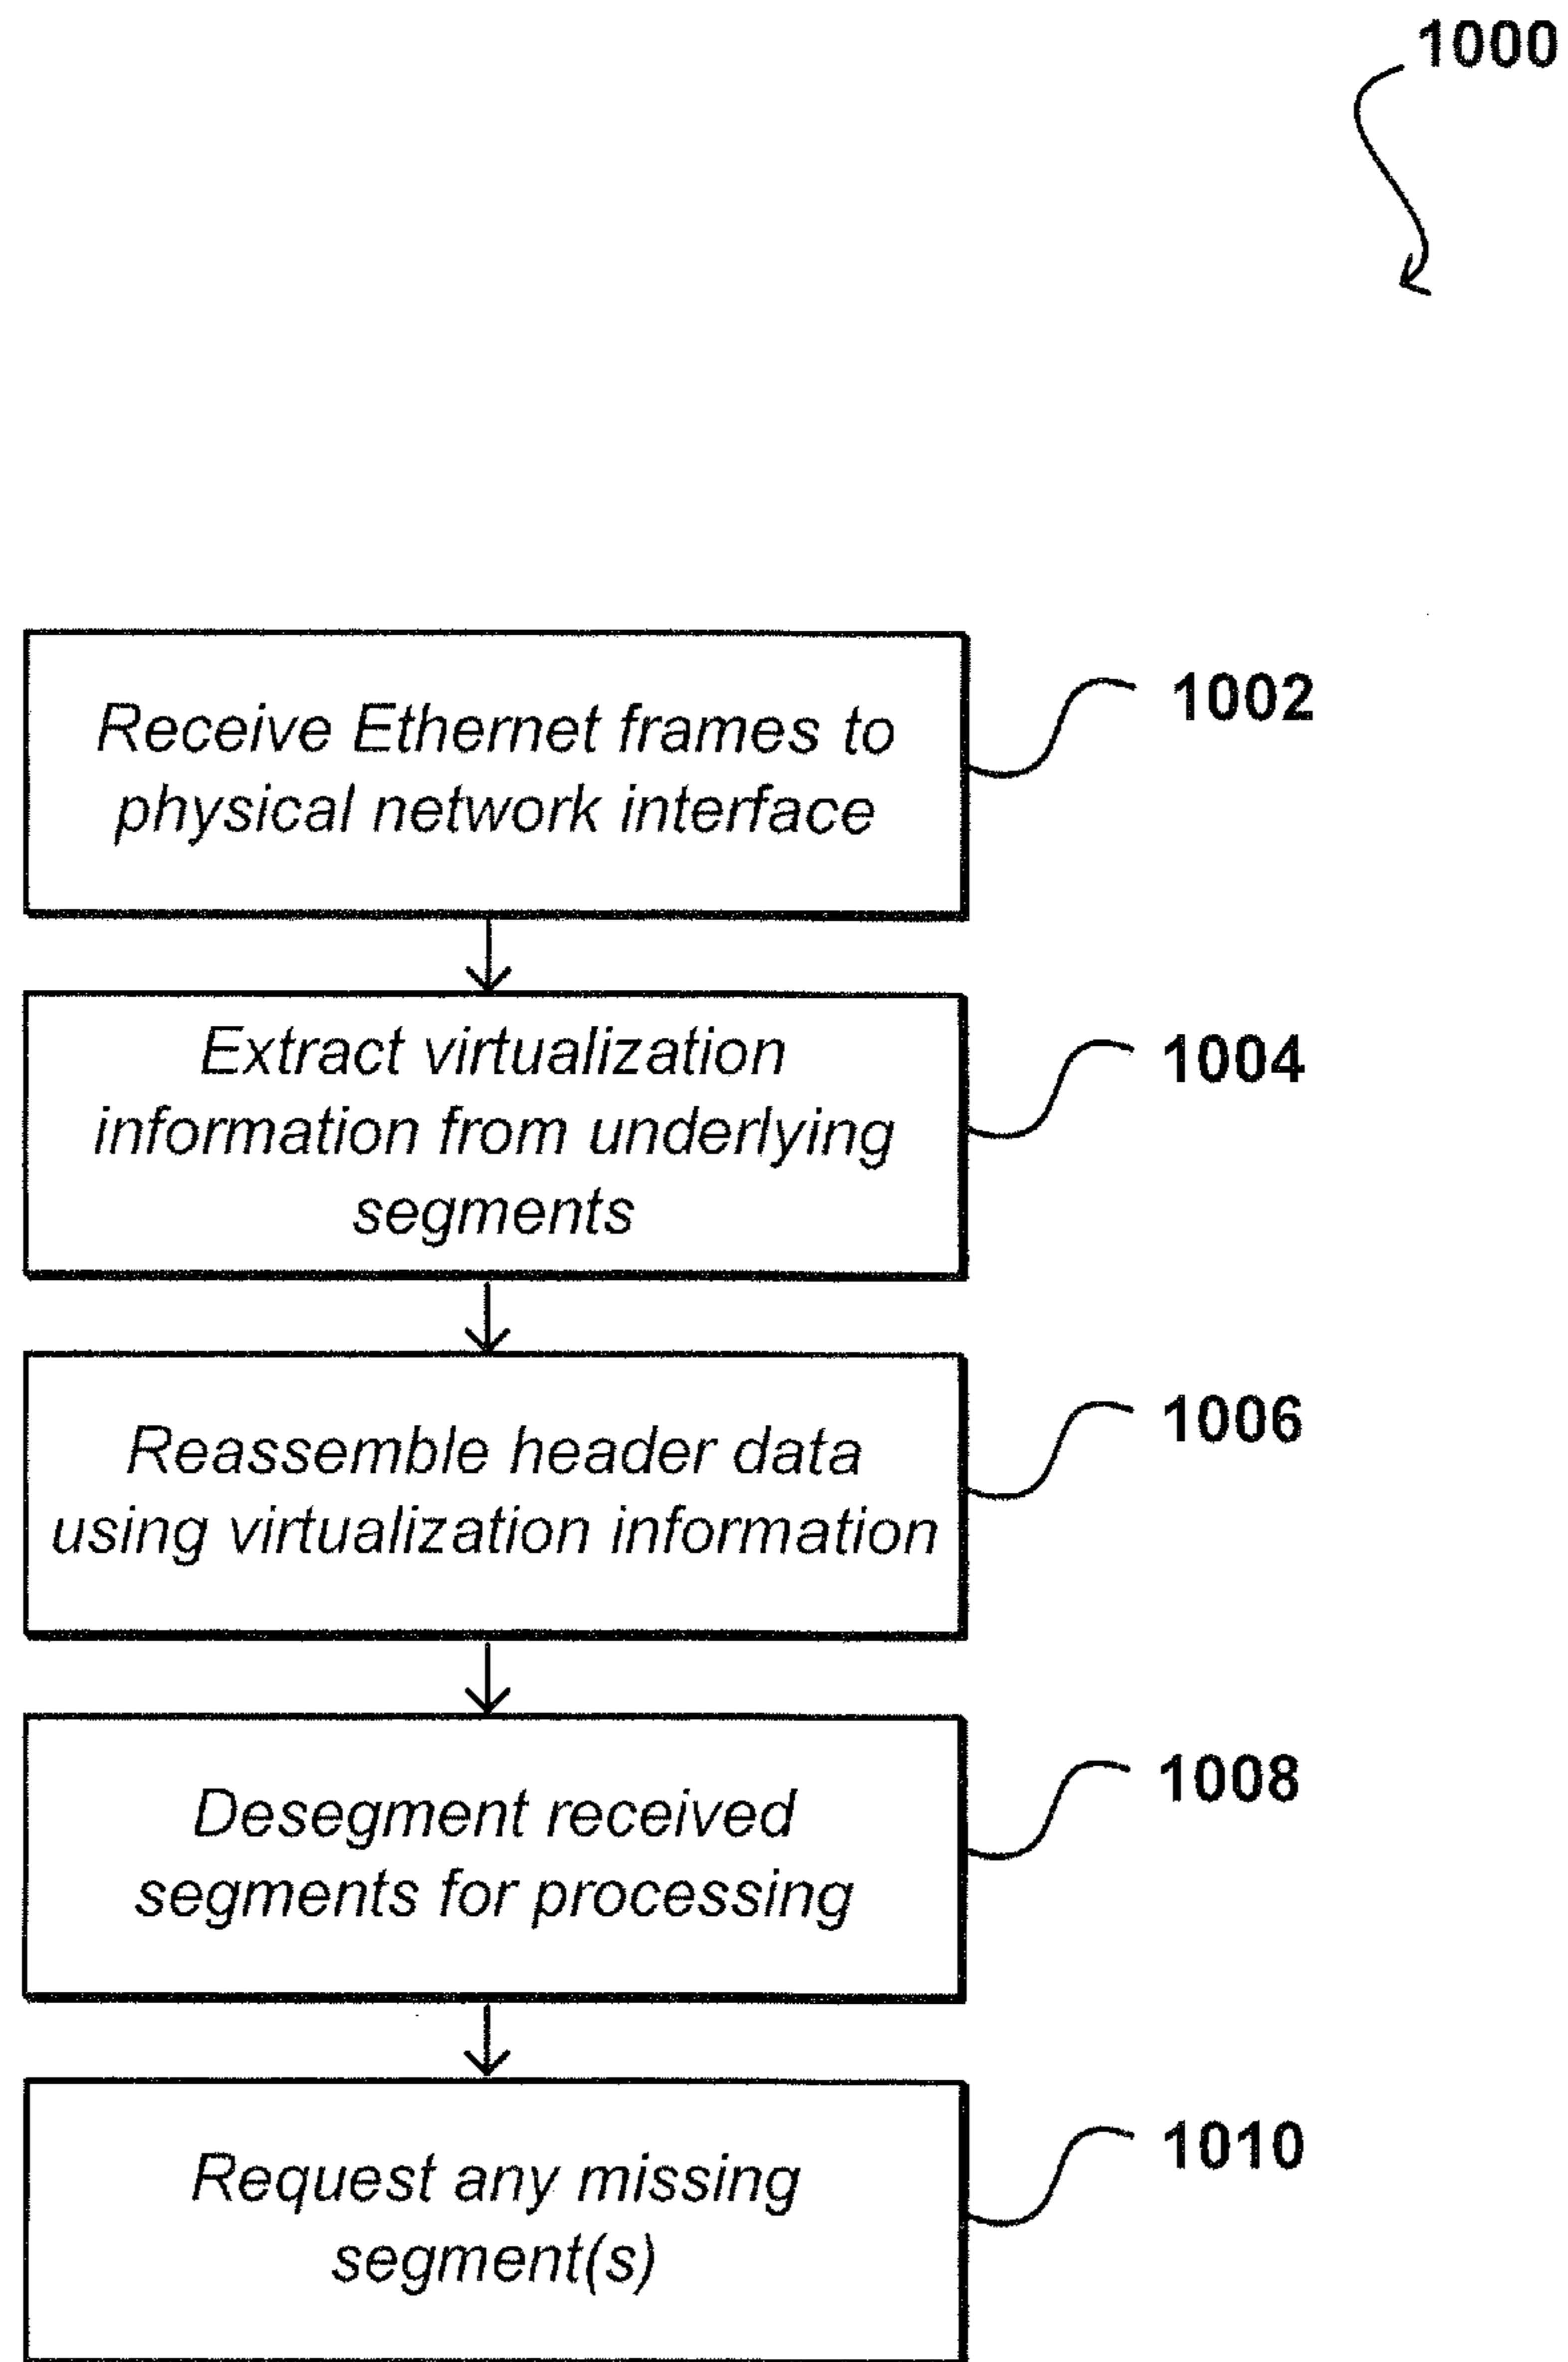 1000
Receive Ethernet frames to
physical network interface
1002
Extract virtualization
information from underlying
segments
1004
Reassemble header data
using virtualization information
1006
Desegment received
segments for processing
1008
Request any missing
segment(s)
1010